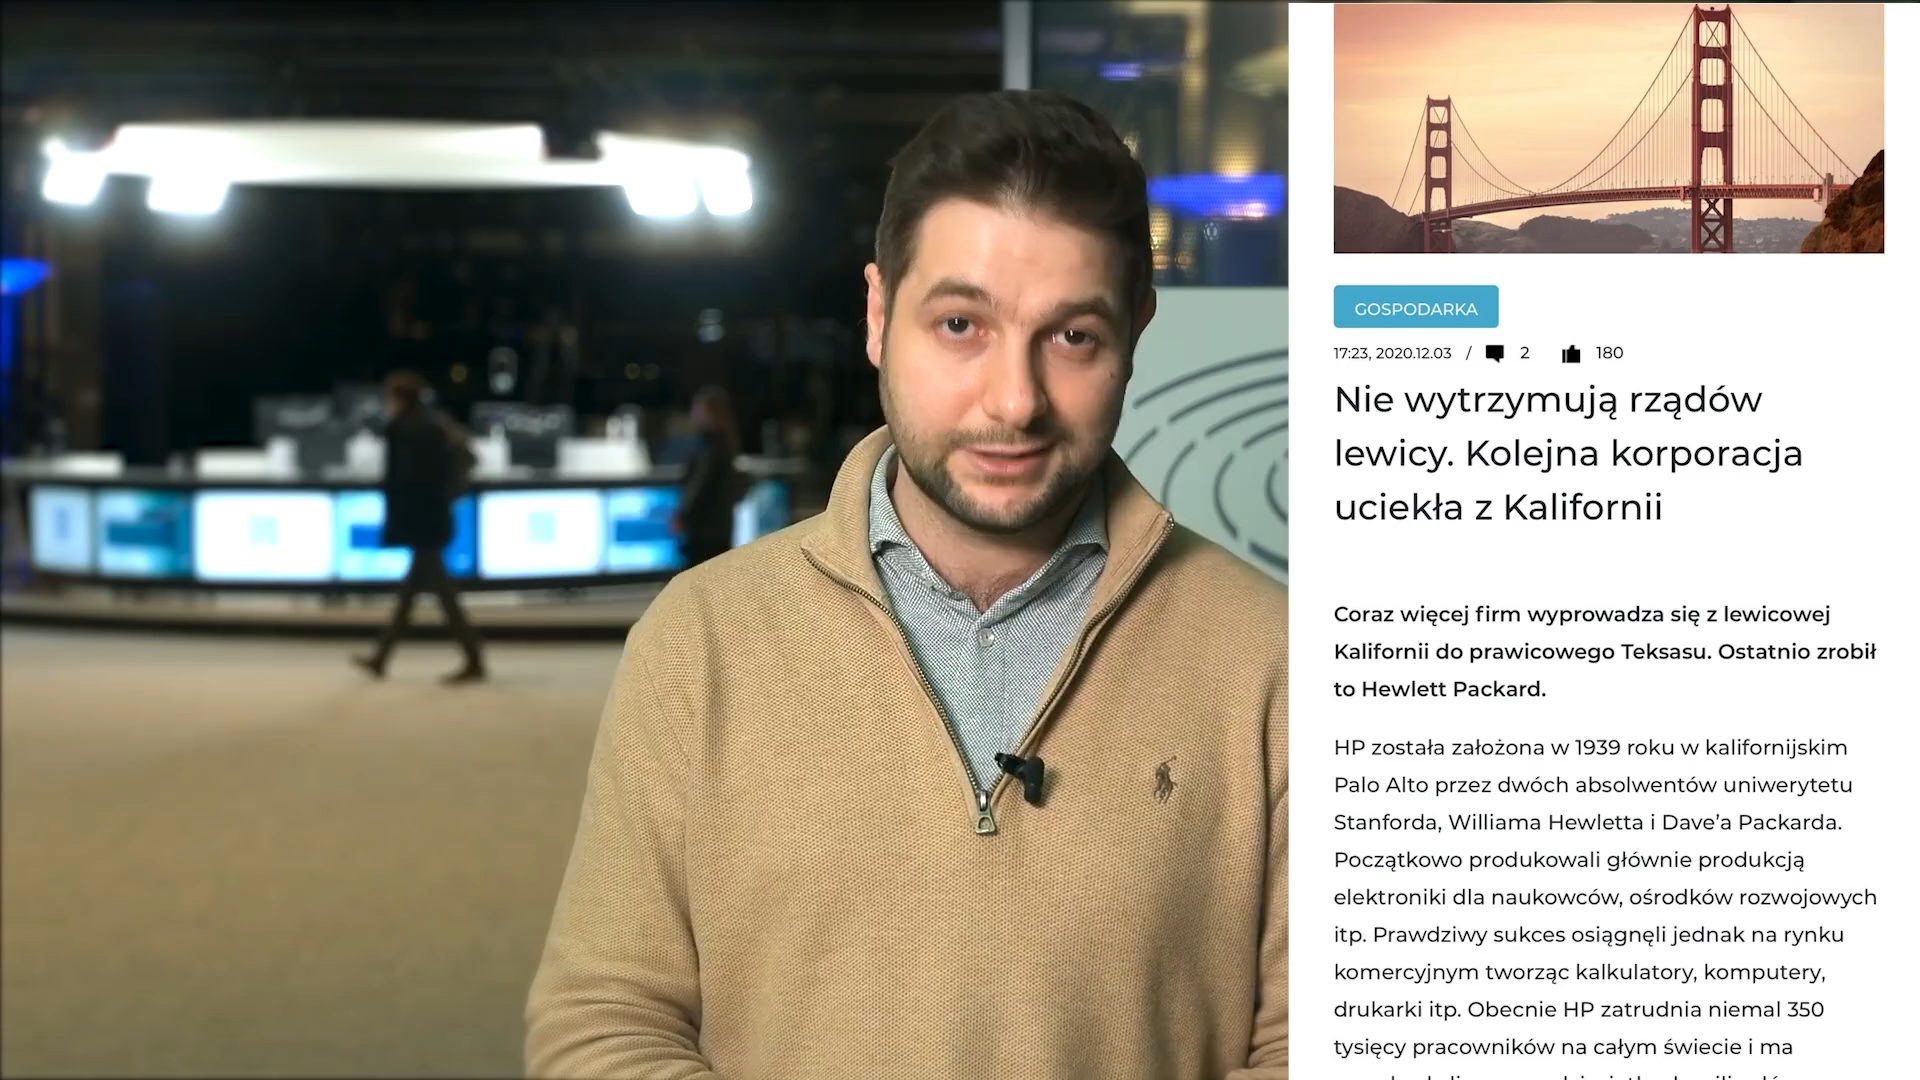 GOSPODARKA
17:23, 2020.12.03 / 2 180
Nie wytrzymują rządów
lewicy. Kolejna korporacja
uciekła z Kalifornii
Coraz więcej firm wyprowadza się z lewicowej
Kalifornii do prawicowego Teksasu. Ostatnio zrobił
to Hewlett Packard.
HP została założona w 1939 roku w kalifornijskim
Palo Alto przez dwóch absolwentów uniwerytetu
Stanforda, Williama Hewletta i Dave’a Packarda.
Początkowo produkowali głównie produkcją
elektroniki dla naukowców, ośrodków rozwojowych
itp. Prawdziwy sukces osiągnęli jednak na rynku
komercyjnym tworząc kalkulatory, komputery,
drukarki itp. Obecnie HP zatrudnia niemal 350
tysięcy pracowników na całym świecie i ma